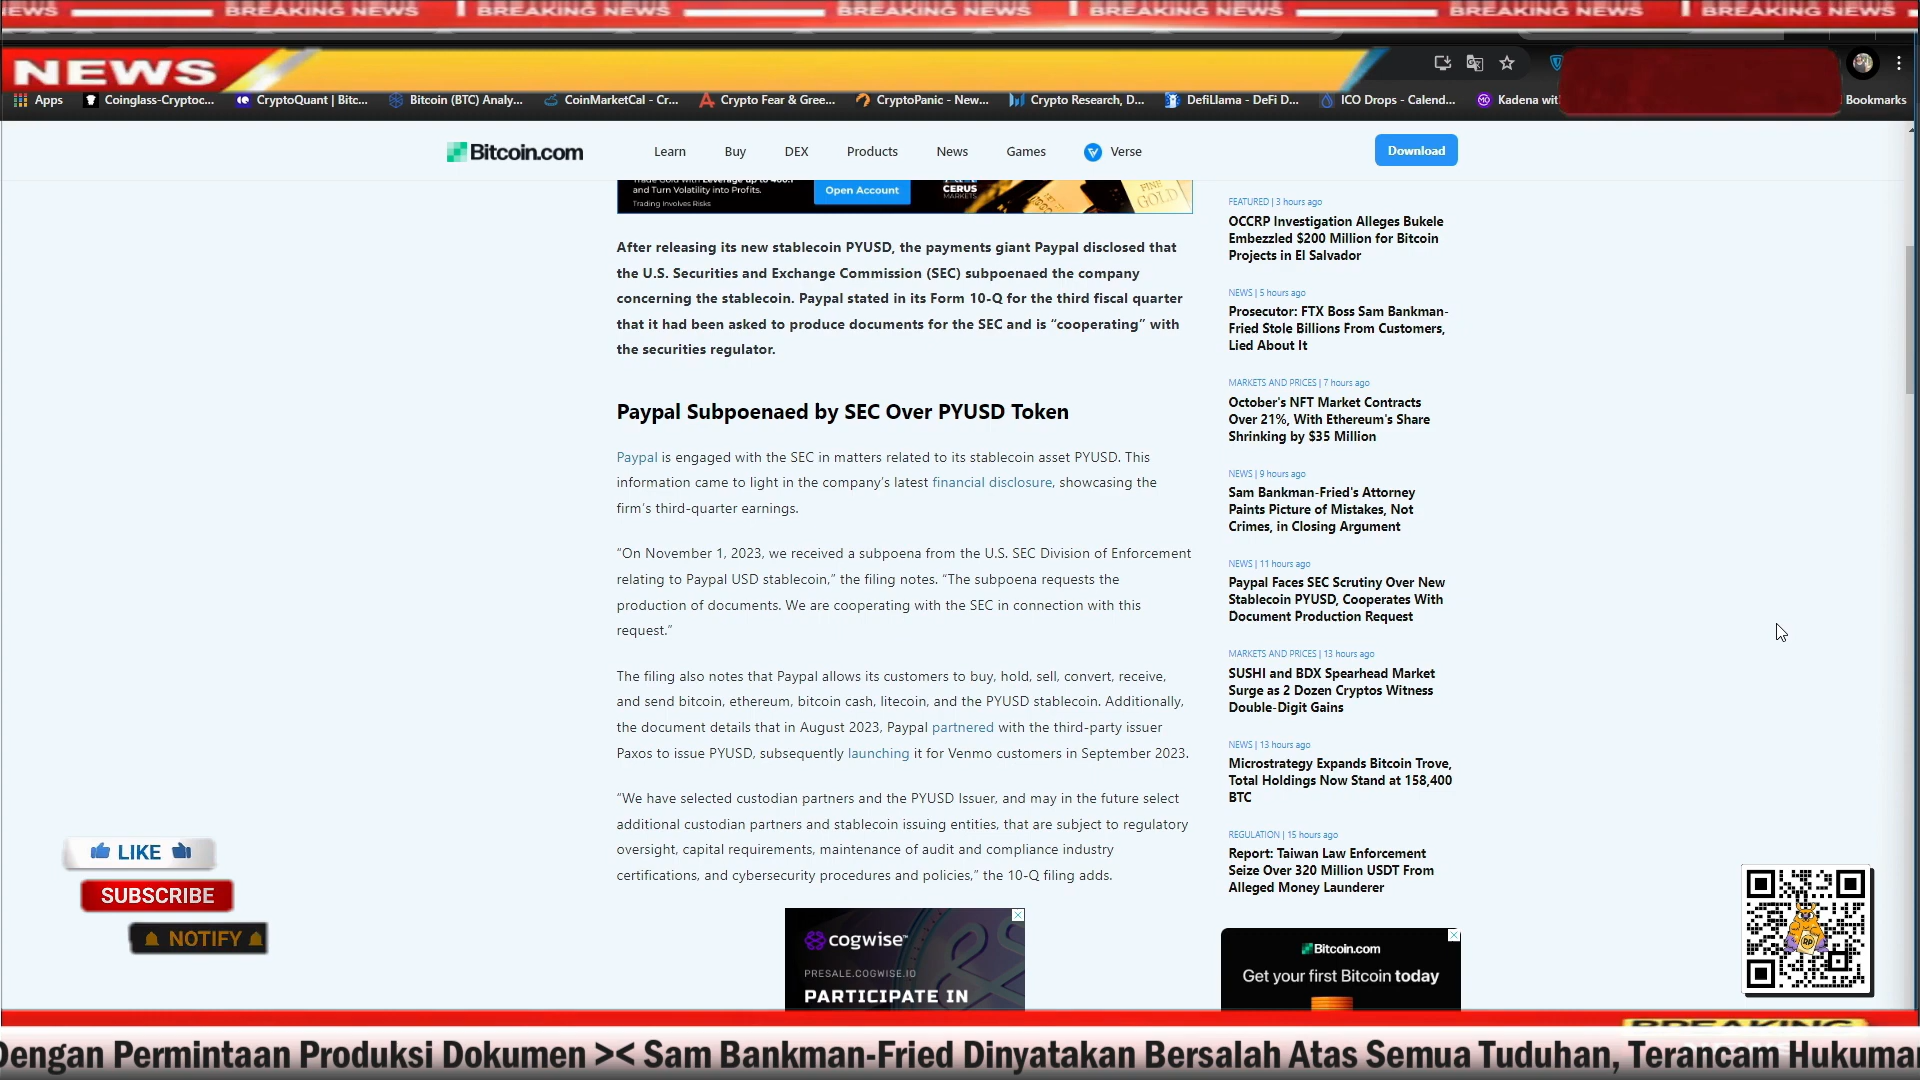 EWS BREAKING NEWS BREAKING NEWS BREAKING NEWS BREAKING NEWS BREAKING NEWS BREAKING NEWS
NEWS
Apps Coinglass-Cryptoc... CryptoQuant | Bitc... Bitcoin (BTC) Analy... CoinMarketCal - Cr... Crypto Fear & Gree... CryptoPanic - New... Crypto Research, D... DefiLlama - DeFi D... ICO Drops - Calend... Kadena wit Bookmarks
Bitcoin.com Learn Buy DEX Products News Games Verse Download
and Turn Volatility into Profits.
Trading Involves Risks
Open Account
CERUS
MARKETS
FINE
GOLD
After releasing its new stablecoin PYUSD, the payments giant Paypal disclosed that
the U.S. Securities and Exchange Commission (SEC) subpoenaed the company
concerning the stablecoin. Paypal stated in its Form 10-Q for the third fiscal quarter
that it had been asked to produce documents for the SEC and is “cooperating” with
the securities regulator.
Paypal Subpoenaed by SEC Over PYUSD Token
Paypal is engaged with the SEC in matters related to its stablecoin asset PYUSD. This
information came to light in the company’s latest financial disclosure, showcasing the
firm’s third-quarter earnings.
“On November 1, 2023, we received a subpoena from the U.S. SEC Division of Enforcement
relating to Paypal USD stablecoin,” the filing notes. “The subpoena requests the
production of documents. We are cooperating with the SEC in connection with this
request.”
The filing also notes that Paypal allows its customers to buy, hold, sell, convert, receive,
and send bitcoin, ethereum, bitcoin cash, litecoin, and the PYUSD stablecoin. Additionally,
the document details that in August 2023, Paypal partnered with the third-party issuer
Paxos to issue PYUSD, subsequently launching it for Venmo customers in September 2023.
“We have selected custodian partners and the PYUSD Issuer, and may in the future select
additional custodian partners and stablecoin issuing entities, that are subject to regulatory
oversight, capital requirements, maintenance of audit and compliance industry
certifications, and cybersecurity procedures and policies,” the 10-Q filing adds.
cogwise™
PRESALE.COGWISE.IO
PARTICIPATE IN
FEATURED | 3 hours ago
OCCRP Investigation Alleges Bukele
Embezzled $200 Million for Bitcoin
Projects in El Salvador
NEWS | 5 hours ago
Prosecutor: FTX Boss Sam Bankman-
Fried Stole Billions From Customers,
Lied About It
MARKETS AND PRICES | 7 hours ago
October's NFT Market Contracts
Over 21%, With Ethereum's Share
Shrinking by $35 Million
NEWS | 9 hours ago
Sam Bankman-Fried's Attorney
Paints Picture of Mistakes, Not
Crimes, in Closing Argument
NEWS | 11 hours ago
Paypal Faces SEC Scrutiny Over New
Stablecoin PYUSD, Cooperates With
Document Production Request
MARKETS AND PRICES | 13 hours ago
SUSHI and BDX Spearhead Market
Surge as 2 Dozen Cryptos Witness
Double-Digit Gains
NEWS | 13 hours ago
Microstrategy Expands Bitcoin Trove,
Total Holdings Now Stand at 158,400
BTC
REGULATION | 15 hours ago
Report: Taiwan Law Enforcement
Seize Over 320 Million USDT From
Alleged Money Launderer
Bitcoin.com
Get your first Bitcoin today
LIKE
SUBSCRIBE
NOTIFY
RP
BREAKING
Dengan Permintaan Produksi Dokumen >< Sam Bankman-Fried Dinyatakan Bersalah Atas Semua Tuduhan, Terancam Hukuman